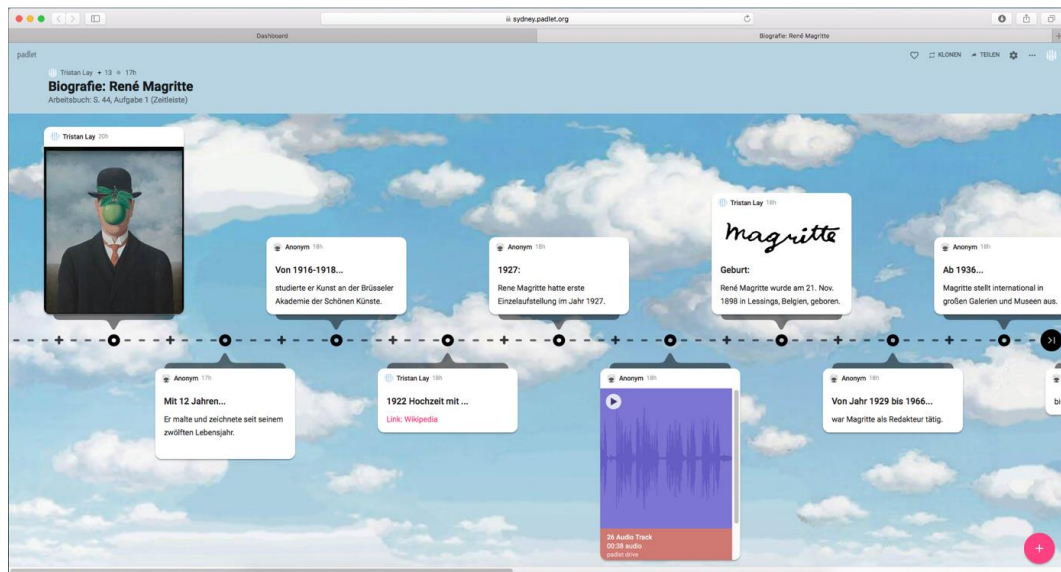 sydney.padlet.org
Dashboard
Biografie: René Magritte
padlet
Tristan Lay + 13 • 17h
KLONEN
TEILEN
Biografie: René Magritte
Arbeitsbuch: S. 44, Aufgabe 1 (Zeitleiste)
Tristan Lay 20h
Mit 12 Jahren...
Anonym 17h
Er malte und zeichnete seit seinem
zwölften Lebensjahr.
Anonym 18h
Von 1916-1918...
studierte er Kunst an der Brüsseler
Akademie der Schönen Künste.
Tristan Lay 18h
1922 Hochzeit mit ...
Link: Wikipedia
Anonym 18h
1927:
Rene Magritte hatte erste
Einzelaufstellung im Jahr 1927.
Anonym 18h
26 Audio Track
00:38 audio
padlet drive
Tristan Lay 18h
Magritte
Geburt:
René Magritte wurde am 21. Nov.
1898 in Lessings, Belgien, geboren.
Anonym 18h
Von Jahr 1929 bis 1966...
war Magritte als Redakteur tätig.
Anonym 18h
Ab 1936...
Magritte stellt international in
großen Galerien und Museen aus.
bi